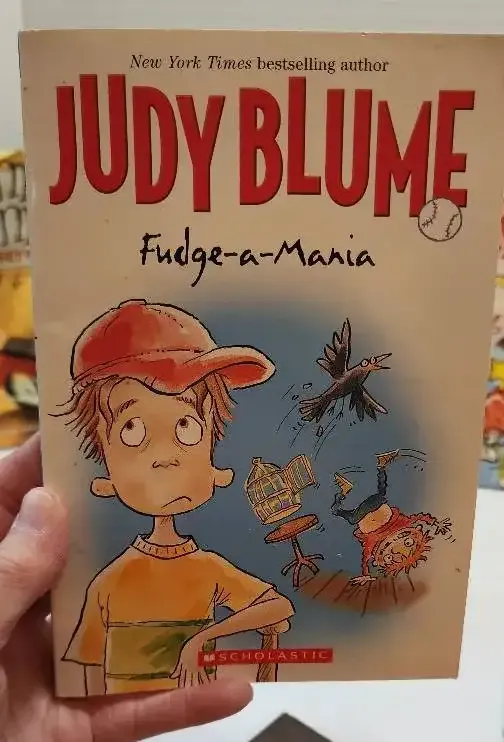 New York Times bestselling author
JUDY BLUME
Fudge-a-Mania
SCHOLASTIC